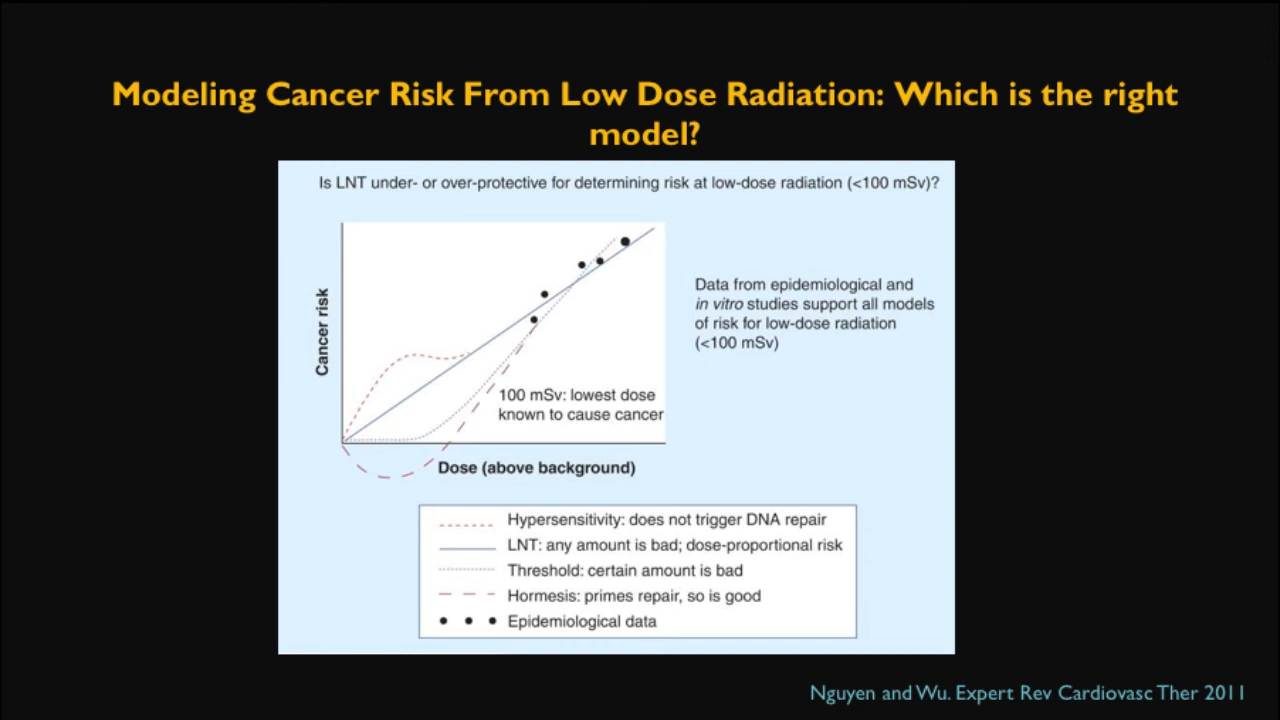 Modeling Cancer Risk From Low Dose Radiation: Which is the right
model?
Is LNT under- or over-protective for determining risk at low-dose radiation (<100 mSv)?
Cancer risk
Data from epidemiological and
in vitro studies support all models
of risk for low-dose radiation
(<100 mSv)
100 mSv: lowest dose
known to cause cancer
Dose (above background)
Hypersensitivity: does not trigger DNA repair
LNT: any amount is bad; dose-proportional risk
Threshold: certain amount is bad
Hormesis: primes repair, so is good
Epidemiological data
Nguyen and Wu. Expert Rev Cardiovasc Ther 2011